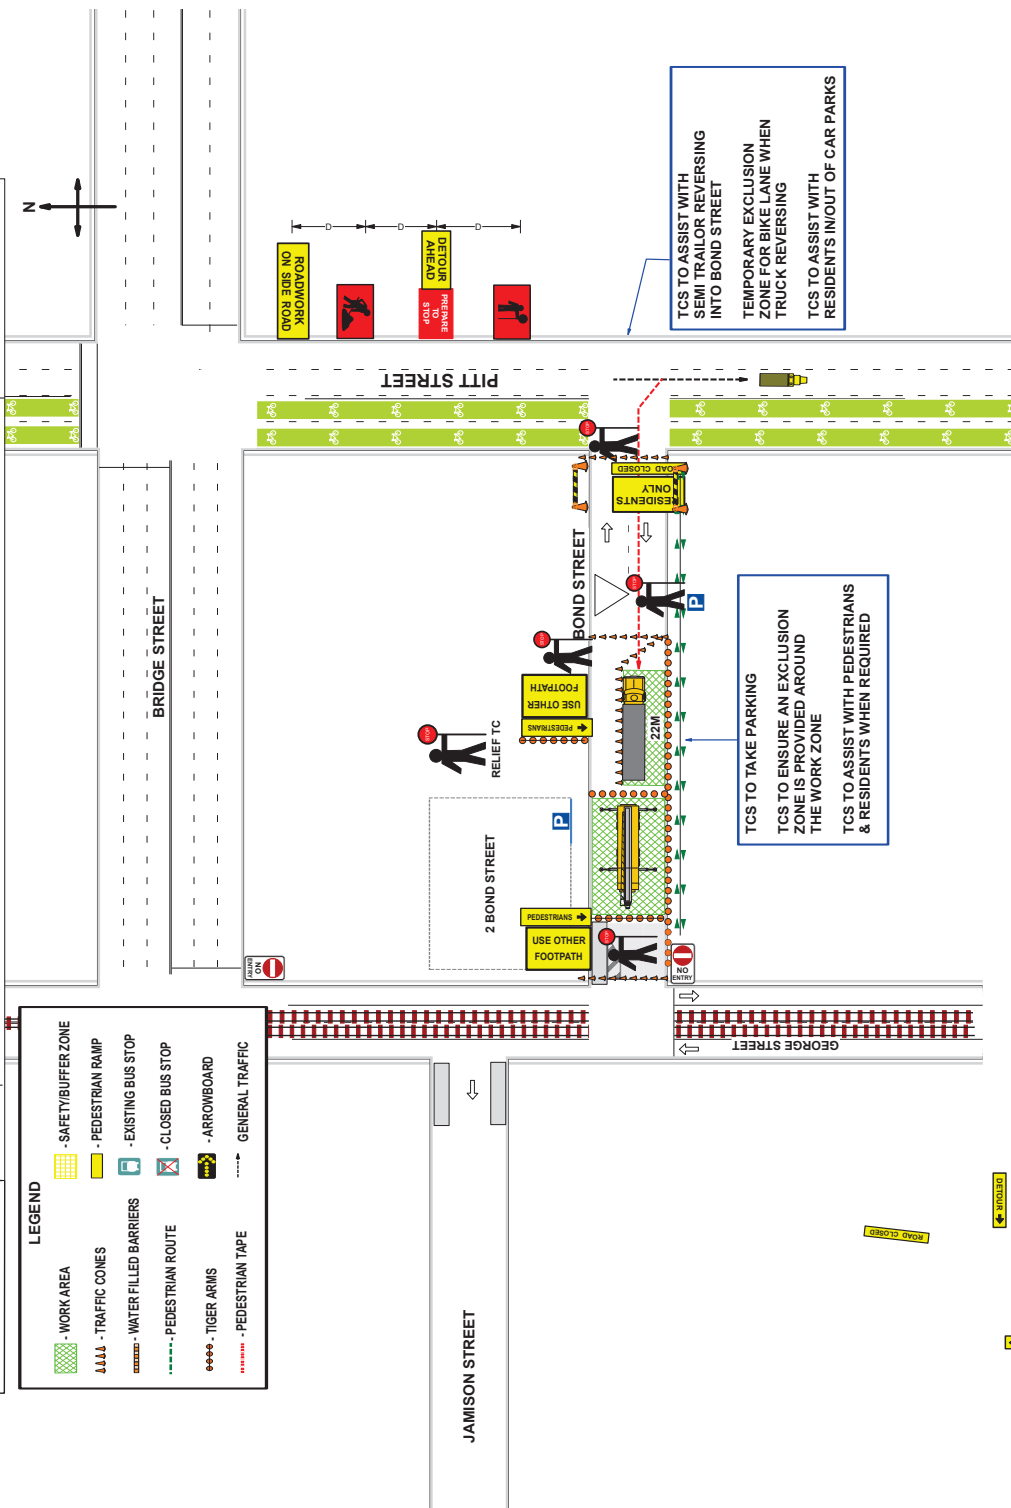 N
ROADWORK
ON SIDE ROAD
D
D
D
DETOUR
AHEAD
PREPARE
TO
STOP
PITT STREET
TCS TO ASSIST WITH
SEMI TRAILOR REVERSING
INTO BOND STREET
TEMPORARY EXCLUSION
ZONE FOR BIKE LANE WHEN
TRUCK REVERSING
TCS TO ASSIST WITH
RESIDENTS IN/OUT OF CAR PARKS
BRIDGE STREET
BOND STREET
STOP
ROAD CLOSED
RESIDENTS
ONLY
STOP
P
STOP
USE OTHER
FOOTPATH
PEDESTRIANS
STOP
RELIEF TC
22M
2 BOND STREET
P
PEDESTRIANS
USE OTHER
FOOTPATH
STOP
NO
ENTRY
NO
ENTRY
TCS TO TAKE PARKING
TCS TO ENSURE AN EXCLUSION
ZONE IS PROVIDED AROUND
THE WORK ZONE
TCS TO ASSIST WITH PEDESTRIANS
& RESIDENTS WHEN REQUIRED
GEORGE STREET
JAMISON STREET
LEGEND
- WORK AREA
- TRAFFIC CONES
- WATER FILLED BARRIERS
- PEDESTRIAN ROUTE
- TIGER ARMS
- PEDESTRIAN TAPE
- SAFETY/BUFFER ZONE
- PEDESTRIAN RAMP
- EXISTING BUS STOP
- CLOSED BUS STOP
- ARROWBOARD
GENERAL TRAFFIC
ROAD CLOSED
DETOUR